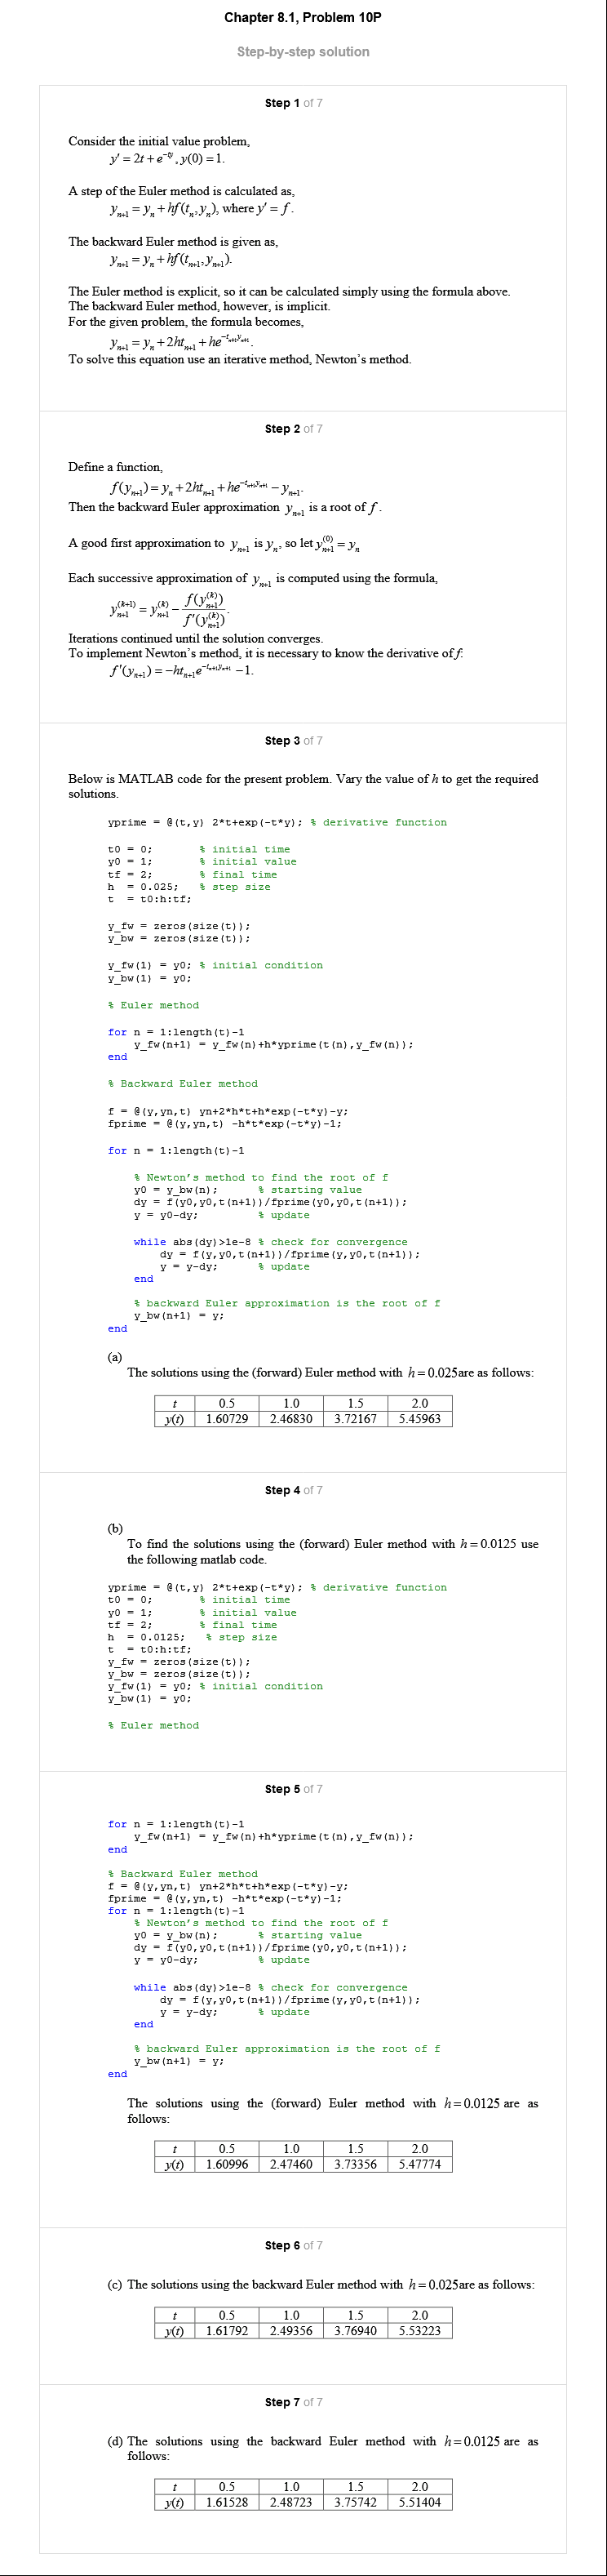 Chapter 8.1, Problem 10P
Step-by-step solution
Step 1 of 7
Consider the initial value problem,
y′ = 2t + e^{-ty}, y(0) = 1.
A step of the Euler method is calculated as,
y_{n+1} = y_n + hf(t_n, y_n), where y′ = f.
The backward Euler method is given as,
y_{n+1} = y_n + hf(t_{n+1}, y_{n+1}).
The Euler method is explicit, so it can be calculated simply using the formula above.
The backward Euler method, however, is implicit.
For the given problem, the formula becomes,
y_{n+1} = y_n + 2ht_{n+1} + he^{-t_{n+1}y_{n+1}}.
To solve this equation use an iterative method, Newton's method.
Step 2 of 7
Define a function,
f(y_{n+1}) = y_n + 2ht_{n+1} + he^{-t_{n+1}y_{n+1}} - y_{n+1}.
Then the backward Euler approximation y_{n+1} is a root of f.
A good first approximation to y_{n+1} is y_n, so let y_{n+1}^{(0)} = y_n
Each successive approximation of y_{n+1} is computed using the formula,
y_{n+1}^{(k+1)} = y_{n+1}^{(k)} - f(y_{n+1}^{(k)}) / f′(y_{n+1}^{(k)}).
Iterations continued until the solution converges.
To implement Newton's method, it is necessary to know the derivative of f:
f′(y_{n+1}) = -ht_{n+1}e^{-t_{n+1}y_{n+1}} - 1.
Step 3 of 7
Below is MATLAB code for the present problem. Vary the value of h to get the required
solutions.
yprime = @(t,y) 2*t+exp(-t*y); % derivative function
t0 = 0; % initial time
y0 = 1; % initial value
tf = 2; % final time
h = 0.025; % step size
t = t0:h:tf;
y_fw = zeros(size(t));
y_bw = zeros(size(t));
y_fw(1) = y0; % initial condition
y_bw(1) = y0;
% Euler method
for n = 1:length(t)-1
y_fw(n+1) = y_fw(n)+h*yprime(t(n),y_fw(n));
end
% Backward Euler method
f = @(y,yn,t) yn+2*h*t+h*exp(-t*y)-y;
fprime = @(y,yn,t) -h*t*exp(-t*y)-1;
for n = 1:length(t)-1
% Newton's method to find the root of f
y0 = y_bw(n); % starting value
dy = f(y0,y0,t(n+1))/fprime(y0,y0,t(n+1));
y = y0-dy; % update
while abs(dy)>1e-8 % check for convergence
dy = f(y,y0,t(n+1))/fprime(y,y0,t(n+1));
y = y-dy; % update
end
% backward Euler approximation is the root of f
y_bw(n+1) = y;
end
(a)
The solutions using the (forward) Euler method with h = 0.025are as follows:
t 0.5 1.0 1.5 2.0
y(t) 1.60729 2.46830 3.72167 5.45963
Step 4 of 7
(b)
To find the solutions using the (forward) Euler method with h = 0.0125 use
the following matlab code.
yprime = @(t,y) 2*t+exp(-t*y); % derivative function
t0 = 0; % initial time
y0 = 1; % initial value
tf = 2; % final time
h = 0.0125; % step size
t = t0:h:tf;
y_fw = zeros(size(t));
y_bw = zeros(size(t));
y_fw(1) = y0; % initial condition
y_bw(1) = y0;
% Euler method
Step 5 of 7
for n = 1:length(t)-1
y_fw(n+1) = y_fw(n)+h*yprime(t(n),y_fw(n));
end
% Backward Euler method
f = @(y,yn,t) yn+2*h*t+h*exp(-t*y)-y;
fprime = @(y,yn,t) -h*t*exp(-t*y)-1;
for n = 1:length(t)-1
% Newton's method to find the root of f
y0 = y_bw(n); % starting value
dy = f(y0,y0,t(n+1))/fprime(y0,y0,t(n+1));
y = y0-dy; % update
while abs(dy)>1e-8 % check for convergence
dy = f(y,y0,t(n+1))/fprime(y,y0,t(n+1));
y = y-dy; % update
end
% backward Euler approximation is the root of f
y_bw(n+1) = y;
end
The solutions using the (forward) Euler method with h = 0.0125 are as
follows:
t 0.5 1.0 1.5 2.0
y(t) 1.60996 2.47460 3.73356 5.47774
Step 6 of 7
(c) The solutions using the backward Euler method with h = 0.025are as follows:
t 0.5 1.0 1.5 2.0
y(t) 1.61792 2.49356 3.76940 5.53223
Step 7 of 7
(d) The solutions using the backward Euler method with h = 0.0125 are as
follows:
t 0.5 1.0 1.5 2.0
y(t) 1.61528 2.48723 3.75742 5.51404